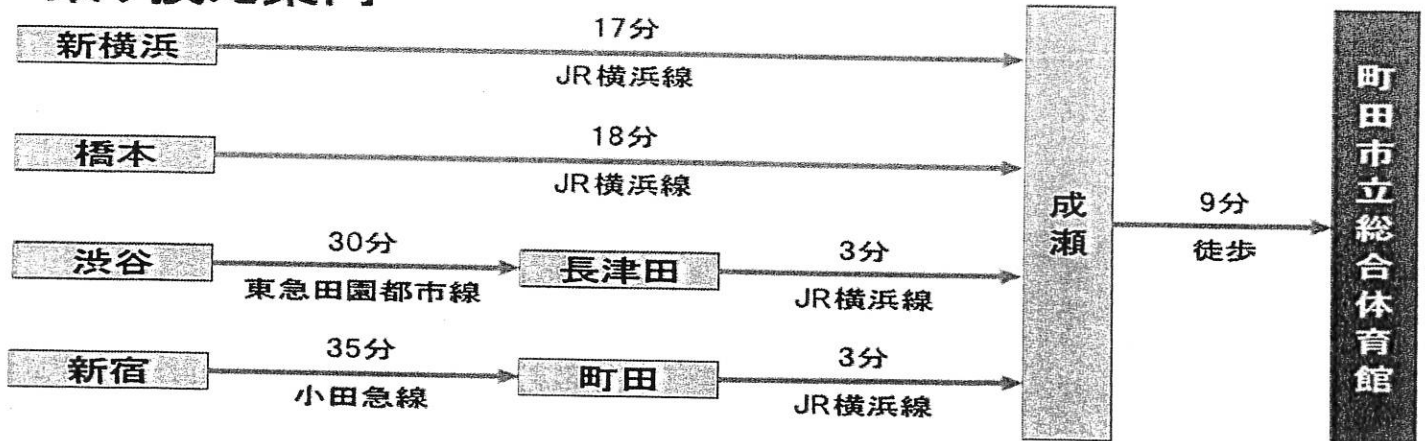 新横浜
17分
JR横浜線
橋本
18分
JR横浜線
渋谷
30分
東急田園都市線
長津田
3分
JR横浜線
新宿
35分
小田急線
町田
3分
JR横浜線
成瀬
9分
徒歩
町田市立総合体育館